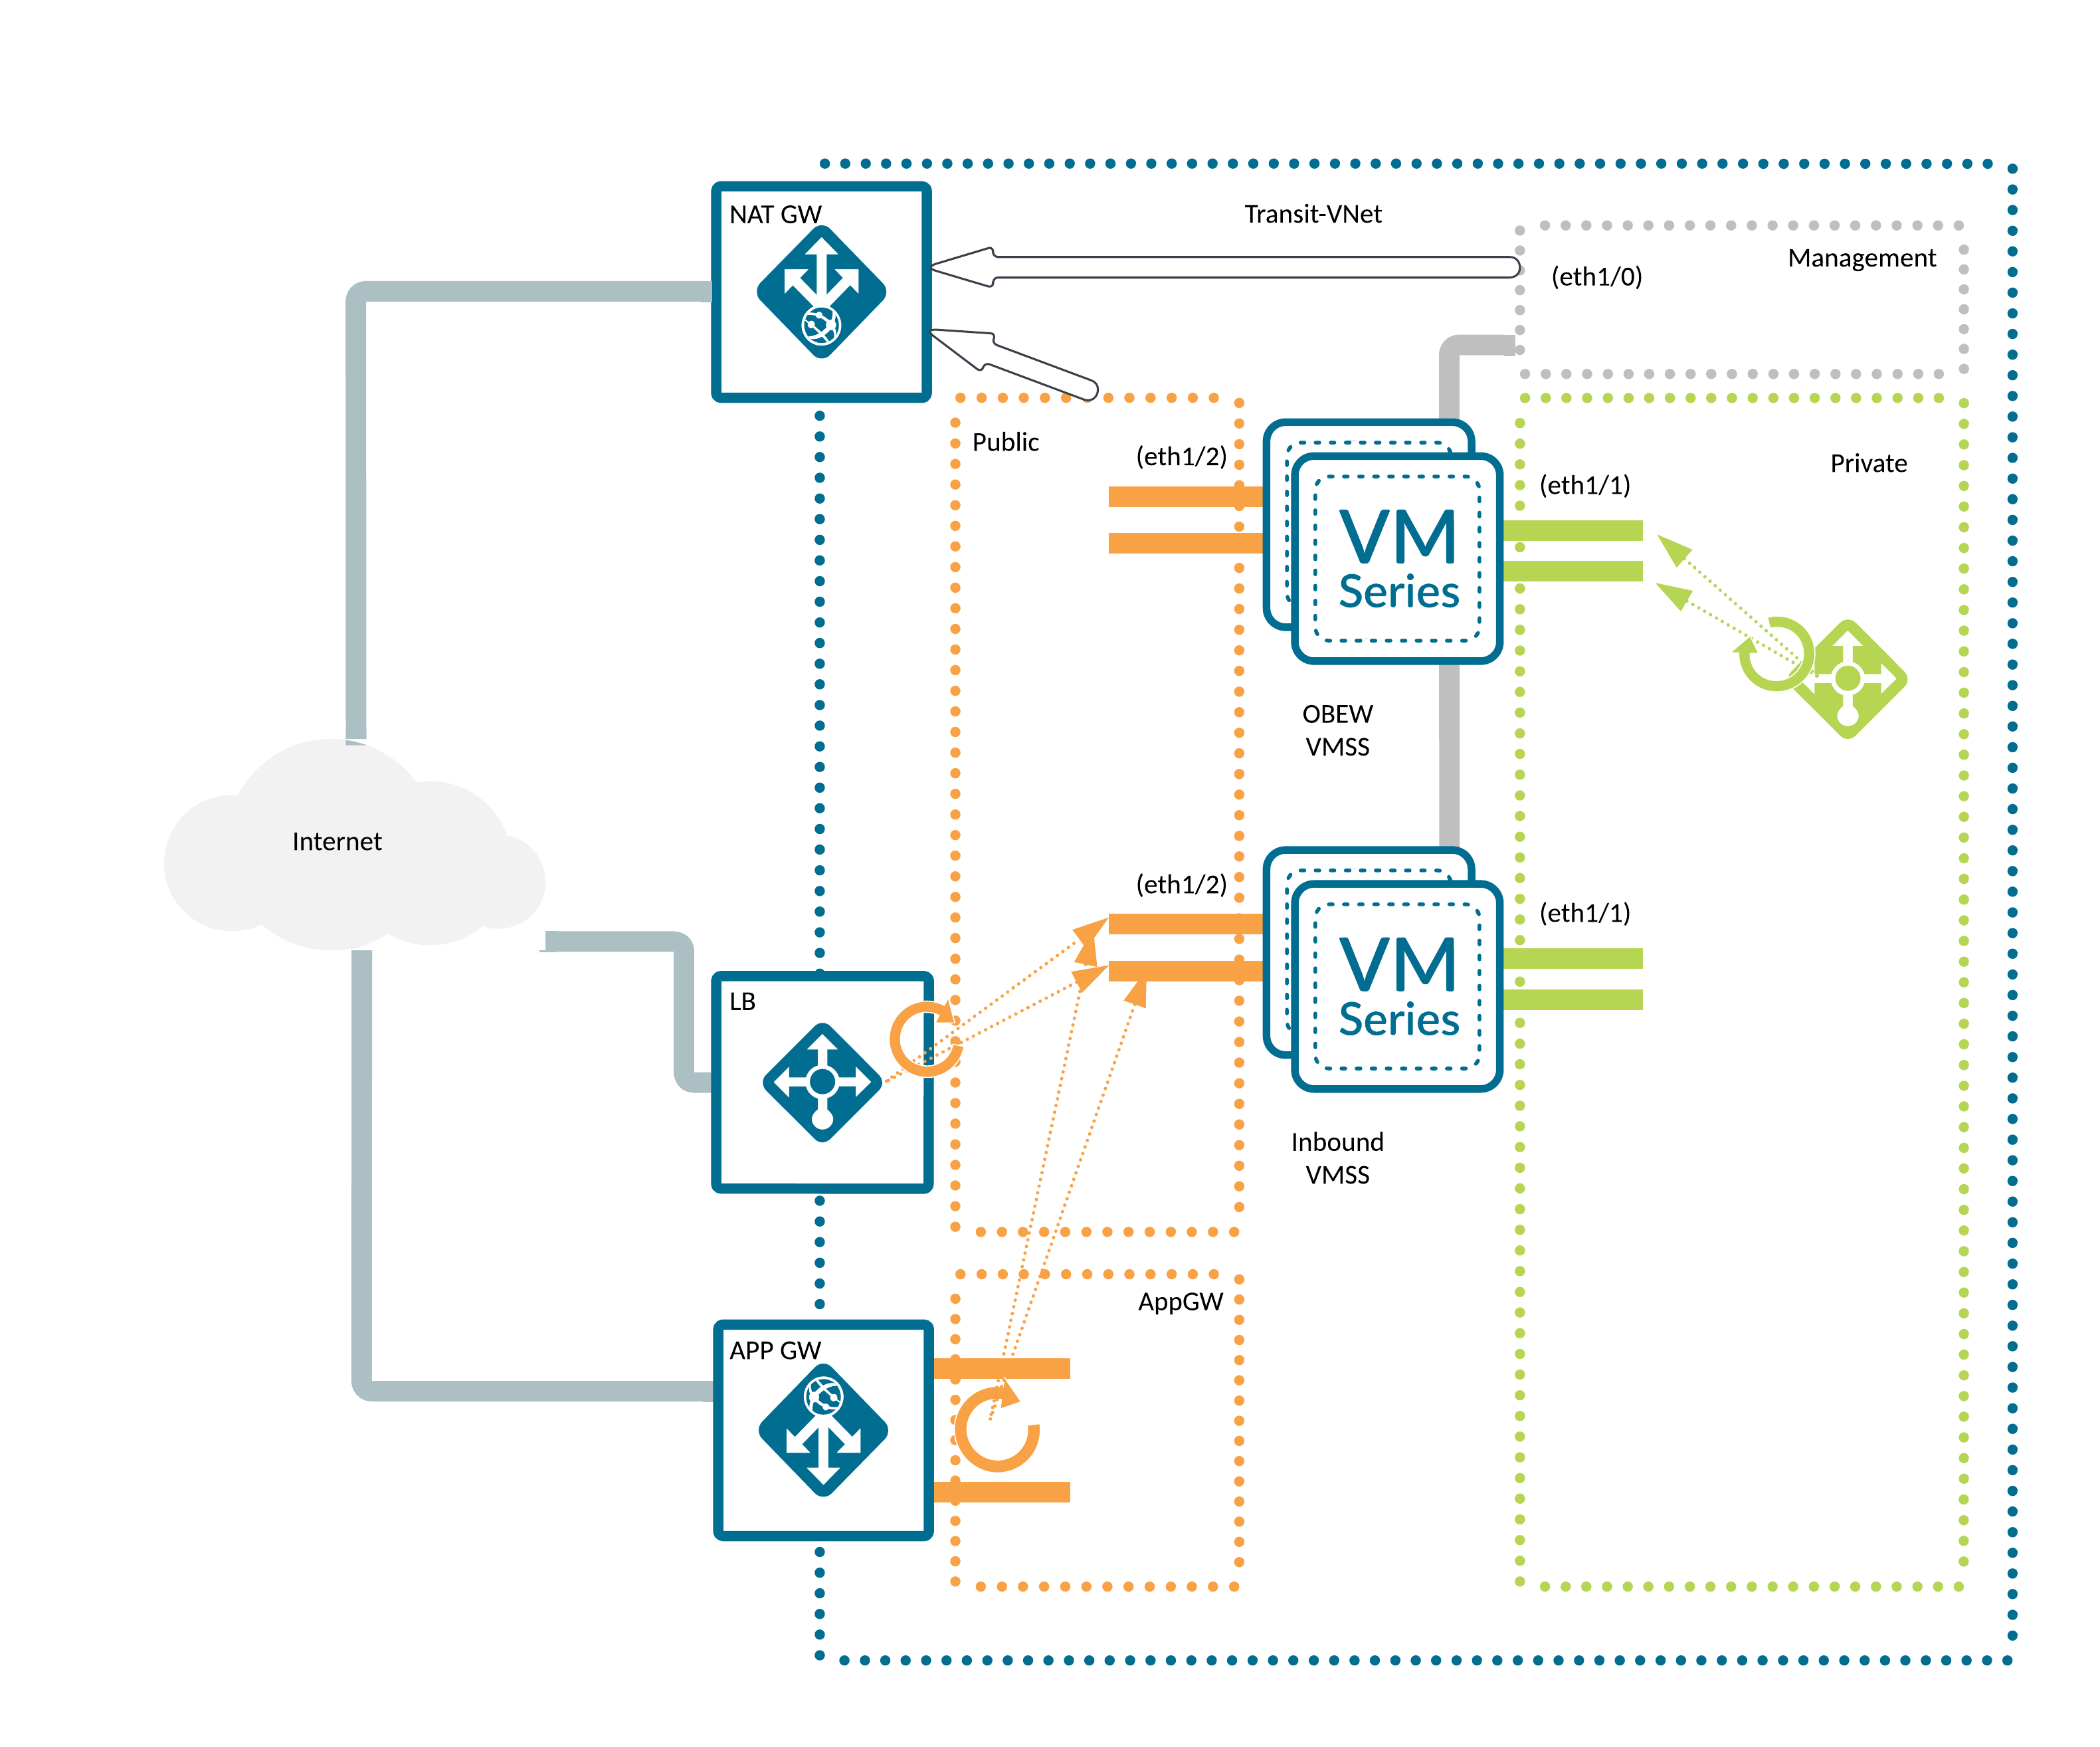 NAT GW
Transit-VNet
Management
(eth1/0)
Public
(eth1/2)
Private
(eth1/1)
VM
Series
OBEW
VMSS
Internet
(eth1/2)
(eth1/1)
VM
Series
LB
Inbound
VMSS
AppGW
APP GW